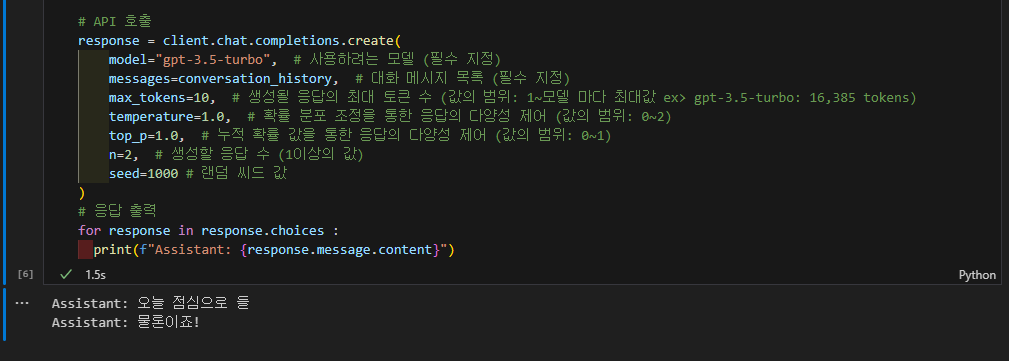 # API 호출
response = client.chat.completions.create(
model="gpt-3.5-turbo",  # 사용하려는 모델 (필수 지정)
messages=conversation_history,  # 대화 메시지 목록 (필수 지정)
max_tokens=10,  # 생성될 응답의 최대 토큰 수 (값의 범위: 1~모델 마다 최대값 ex> gpt-3.5-turbo: 16,385 tokens)
temperature=1.0,  # 확률 분포 조정을 통한 응답의 다양성 제어 (값의 범위: 0~2)
top_p=1.0,  # 누적 확률 값을 통한 응답의 다양성 제어 (값의 범위: 0~1)
n=2,  # 생성할 응답 수 (1이상의 값)
seed=1000 # 랜덤 씨드 값
)
# 응답 출력
for response in response.choices :
print(f"Assistant: {response.message.content}")
[6] ✓ 1.5s Python
... Assistant: 오늘 점심으로 들
Assistant: 물론이죠!